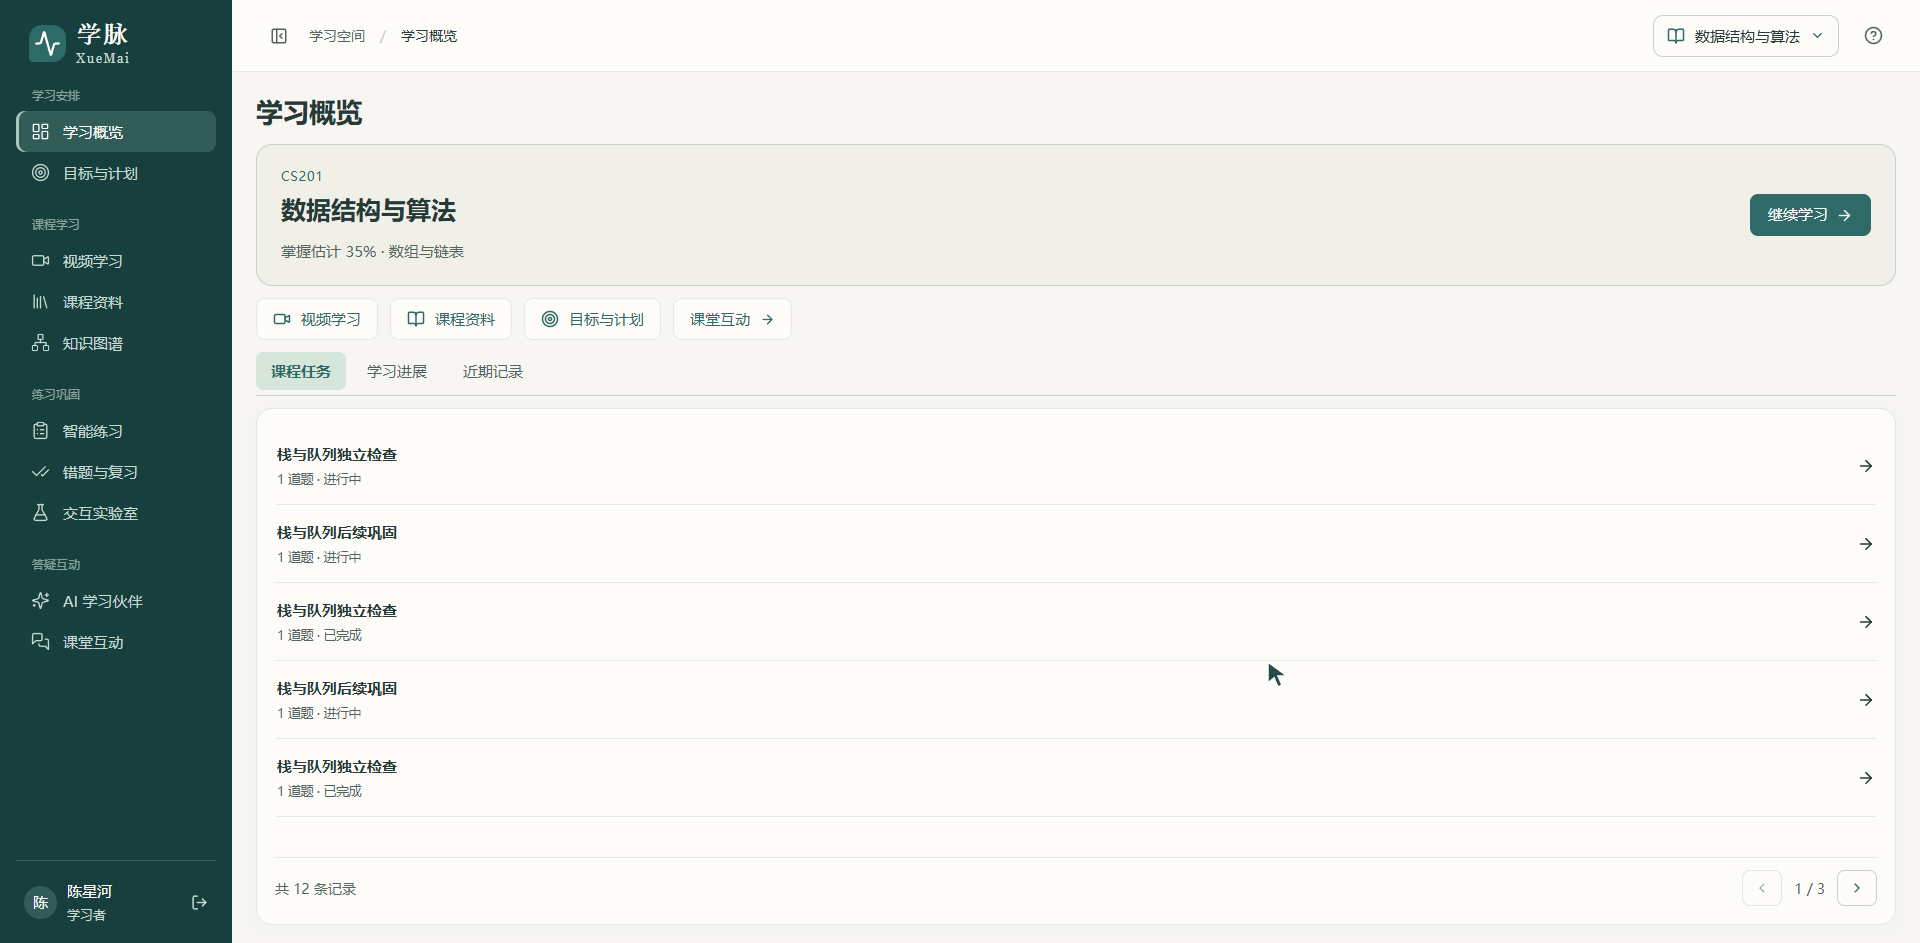 学脉
XueMai
学习安排
学习概览
目标与计划
课程学习
视频学习
课程资料
知识图谱
练习巩固
智能练习
错题与复习
交互实验室
答疑互动
AI 学习伙伴
课堂互动
陈
陈星河
学习者
学习空间 / 学习概览
数据结构与算法
学习概览
CS201
数据结构与算法
掌握估计 35% · 数组与链表
继续学习
视频学习 课程资料 目标与计划 课堂互动
课程任务 学习进展 近期记录
栈与队列独立检查
1 道题 · 进行中
栈与队列后续巩固
1 道题 · 进行中
栈与队列独立检查
1 道题 · 已完成
栈与队列后续巩固
1 道题 · 进行中
栈与队列独立检查
1 道题 · 已完成
共 12 条记录
1 / 3